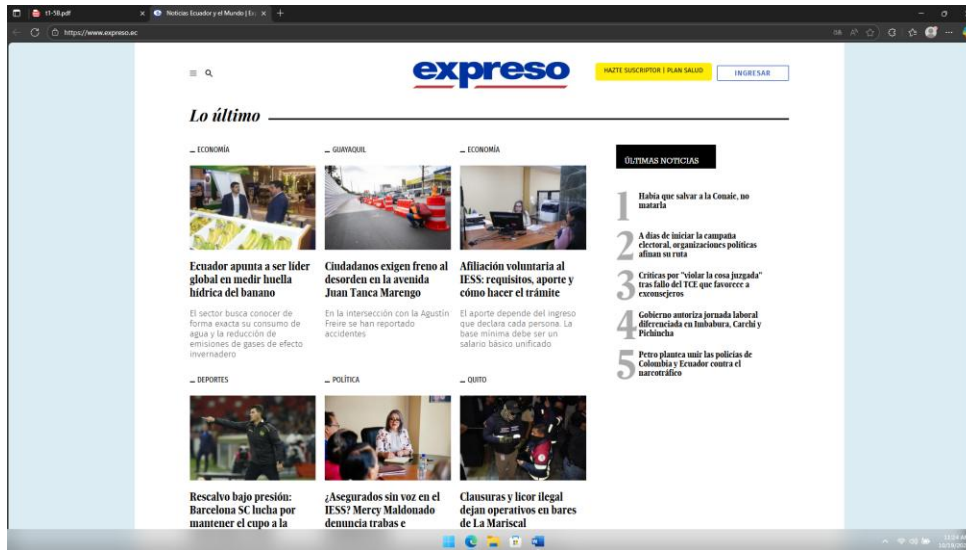 t1-58.pdf
Noticias Ecuador y el Mundo | Ex
https://www.expreso.ec
expreso
HAZTE SUSCRIPTOR | PLAN SALUD
INGRESAR
Lo último
ECONOMÍA
Ecuador apunta a ser líder
global en medir huella
hídrica del banano
El sector busca conocer de
forma exacta su consumo de
agua y la reducción de
emisiones de gases de efecto
invernadero
GUAYAQUIL
Ciudadanos exigen freno al
desorden en la avenida
Juan Tanca Marengo
En la intersección con la Agustín
Freire se han reportado
accidentes
ECONOMÍA
Afiliación voluntaria al
IESS: requisitos, aporte y
cómo hacer el trámite
El aporte depende del ingreso
que declara cada persona. La
base mínima debe ser un
salario básico unificado
DEPORTES
Rescalvo bajo presión:
Barcelona SC lucha por
mantener el cupo a la
POLÍTICA
¿Asegurados sin voz en el
IESS? Mercy Maldonado
denuncia trabas e
QUITO
Clausuras y licor ilegal
dejan operativos en bares
de La Mariscal
ÚLTIMAS NOTICIAS
1
Había que salvar a la Conaie, no
matarla
2
A días de iniciar la campaña
electoral, organizaciones políticas
afinan su ruta
3
Críticas por "violar la cosa juzgada"
tras fallo del TCE que favorece a
exconsejeros
4
Gobierno autoriza jornada laboral
diferenciada en Imbabura, Carchi y
Pichincha
5
Petro plantea unir las policías de
Colombia y Ecuador contra el
narcotráfico